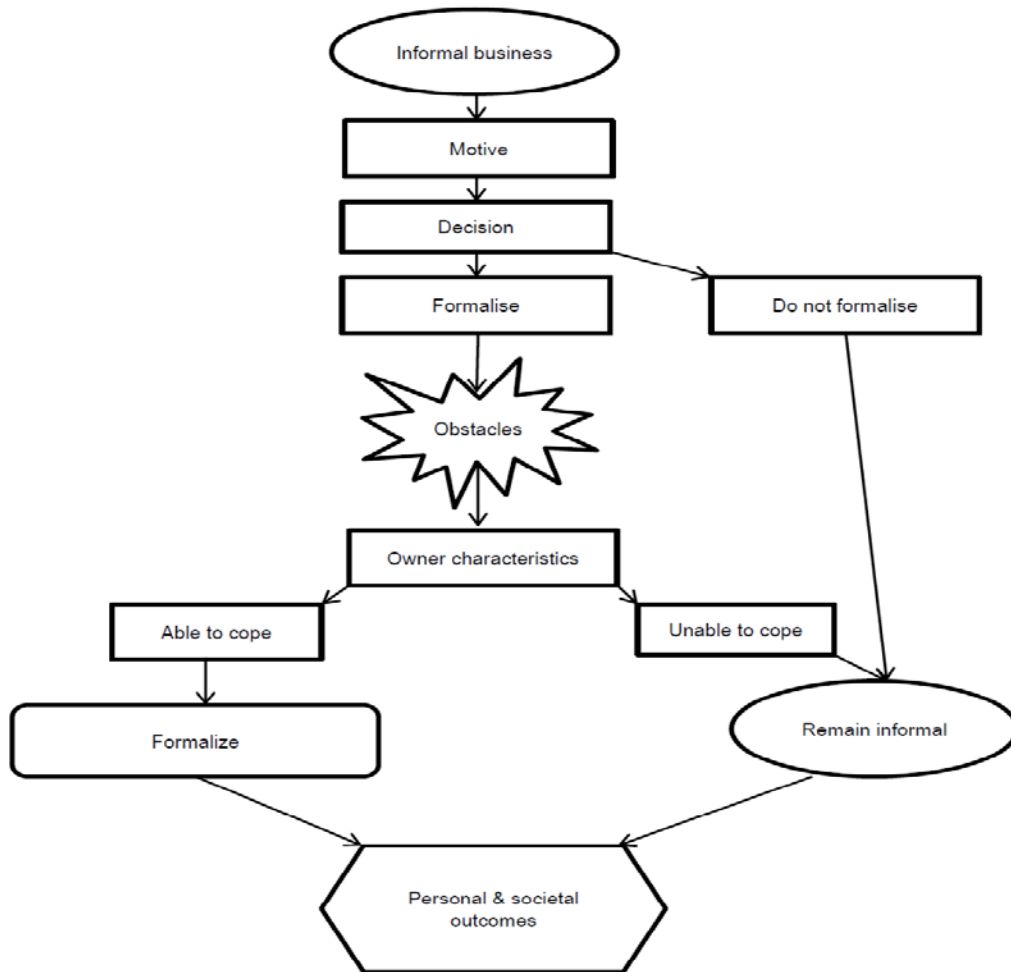 Informal business
Motive
Decision
Formalise
Do not formalise
Obstacles
Owner characteristics
Able to cope
Unable to cope
Formalize
Remain informal
Personal & societal
outcomes